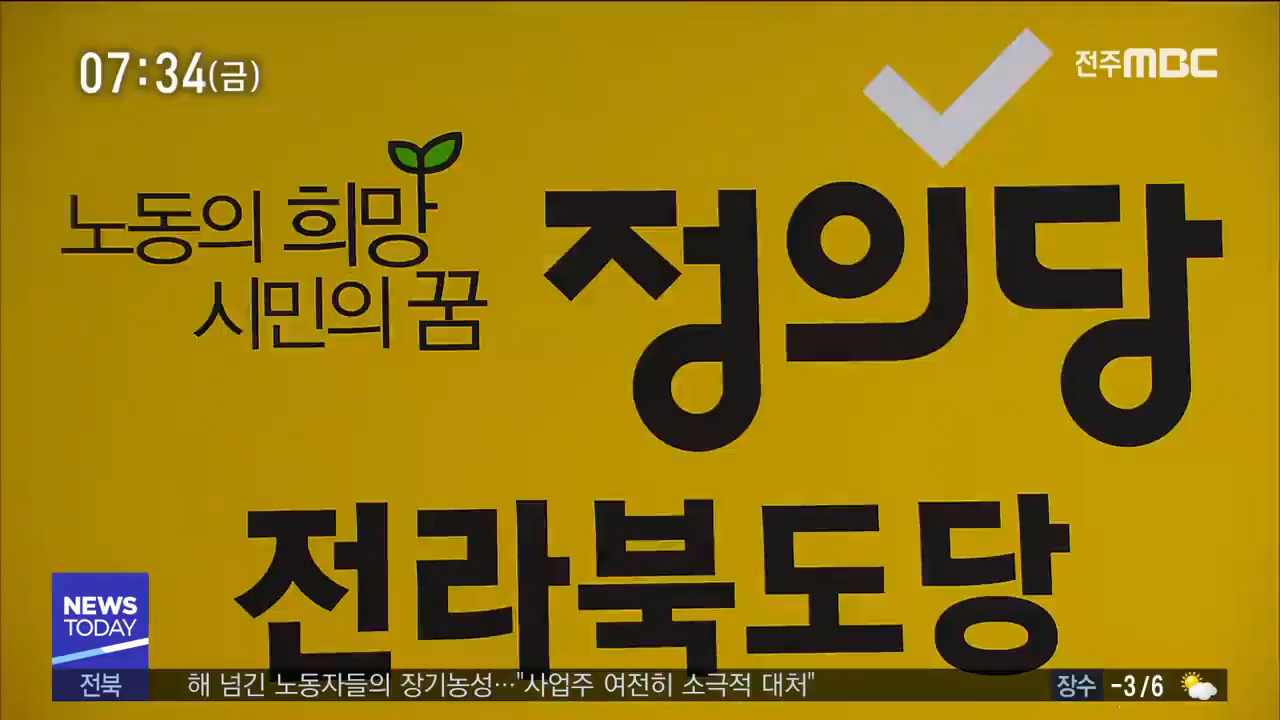 07:34(금)
전주MBC
노동의 희망
시민의 꿈
정의당
전라북도당
NEWS
TODAY
전북
해 넘긴 노동자들의 장기농성…"사업주 여전히 소극적 대처"
장수 -3/6